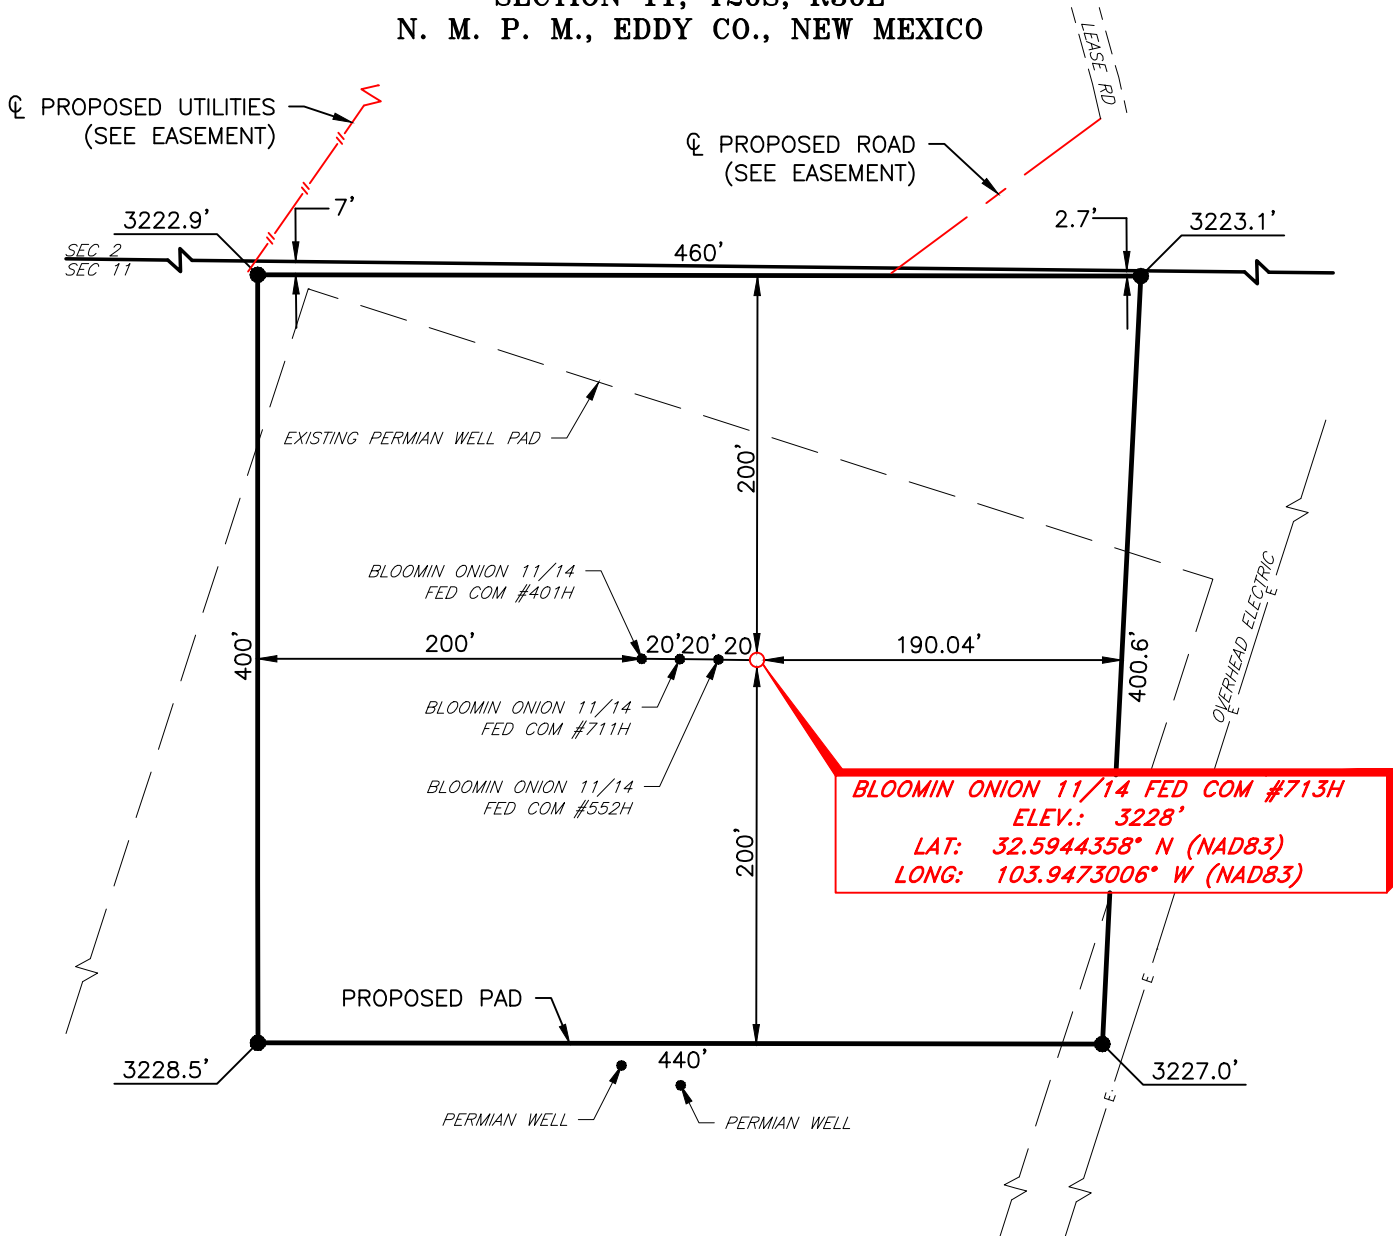 N. M. P. M., EDDY CO., NEW MEXICO
LEASE RD
℄ PROPOSED UTILITIES
(SEE EASEMENT)
℄ PROPOSED ROAD
(SEE EASEMENT)
7'
3222.9'
2.7'
3223.1'
SEC 2
SEC 11
460'
EXISTING PERMIAN WELL PAD
200'
BLOOMIN ONION 11/14
FED COM #401H
OVERHEAD ELECTRIC
E
E
400'
200'
20'
20'
20'
190.04'
400.6'
BLOOMIN ONION 11/14
FED COM #711H
BLOOMIN ONION 11/14
FED COM #552H
BLOOMIN ONION 11/14 FED COM #713H
ELEV.: 3228'
LAT: 32.5944358° N (NAD83)
LONG: 103.9473006° W (NAD83)
200'
PROPOSED PAD
E
440'
3228.5'
3227.0'
E
PERMIAN WELL
PERMIAN WELL